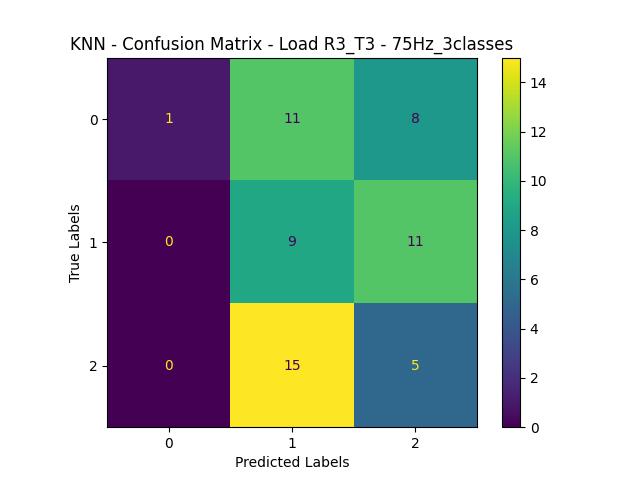 KNN - Confusion Matrix - Load R3_T3 - 75Hz_3classes
True Labels
0 1 11 8
1 0 9 11
2 0 15 5
0 1 2
Predicted Labels
14
12
10
8
6
4
2
0